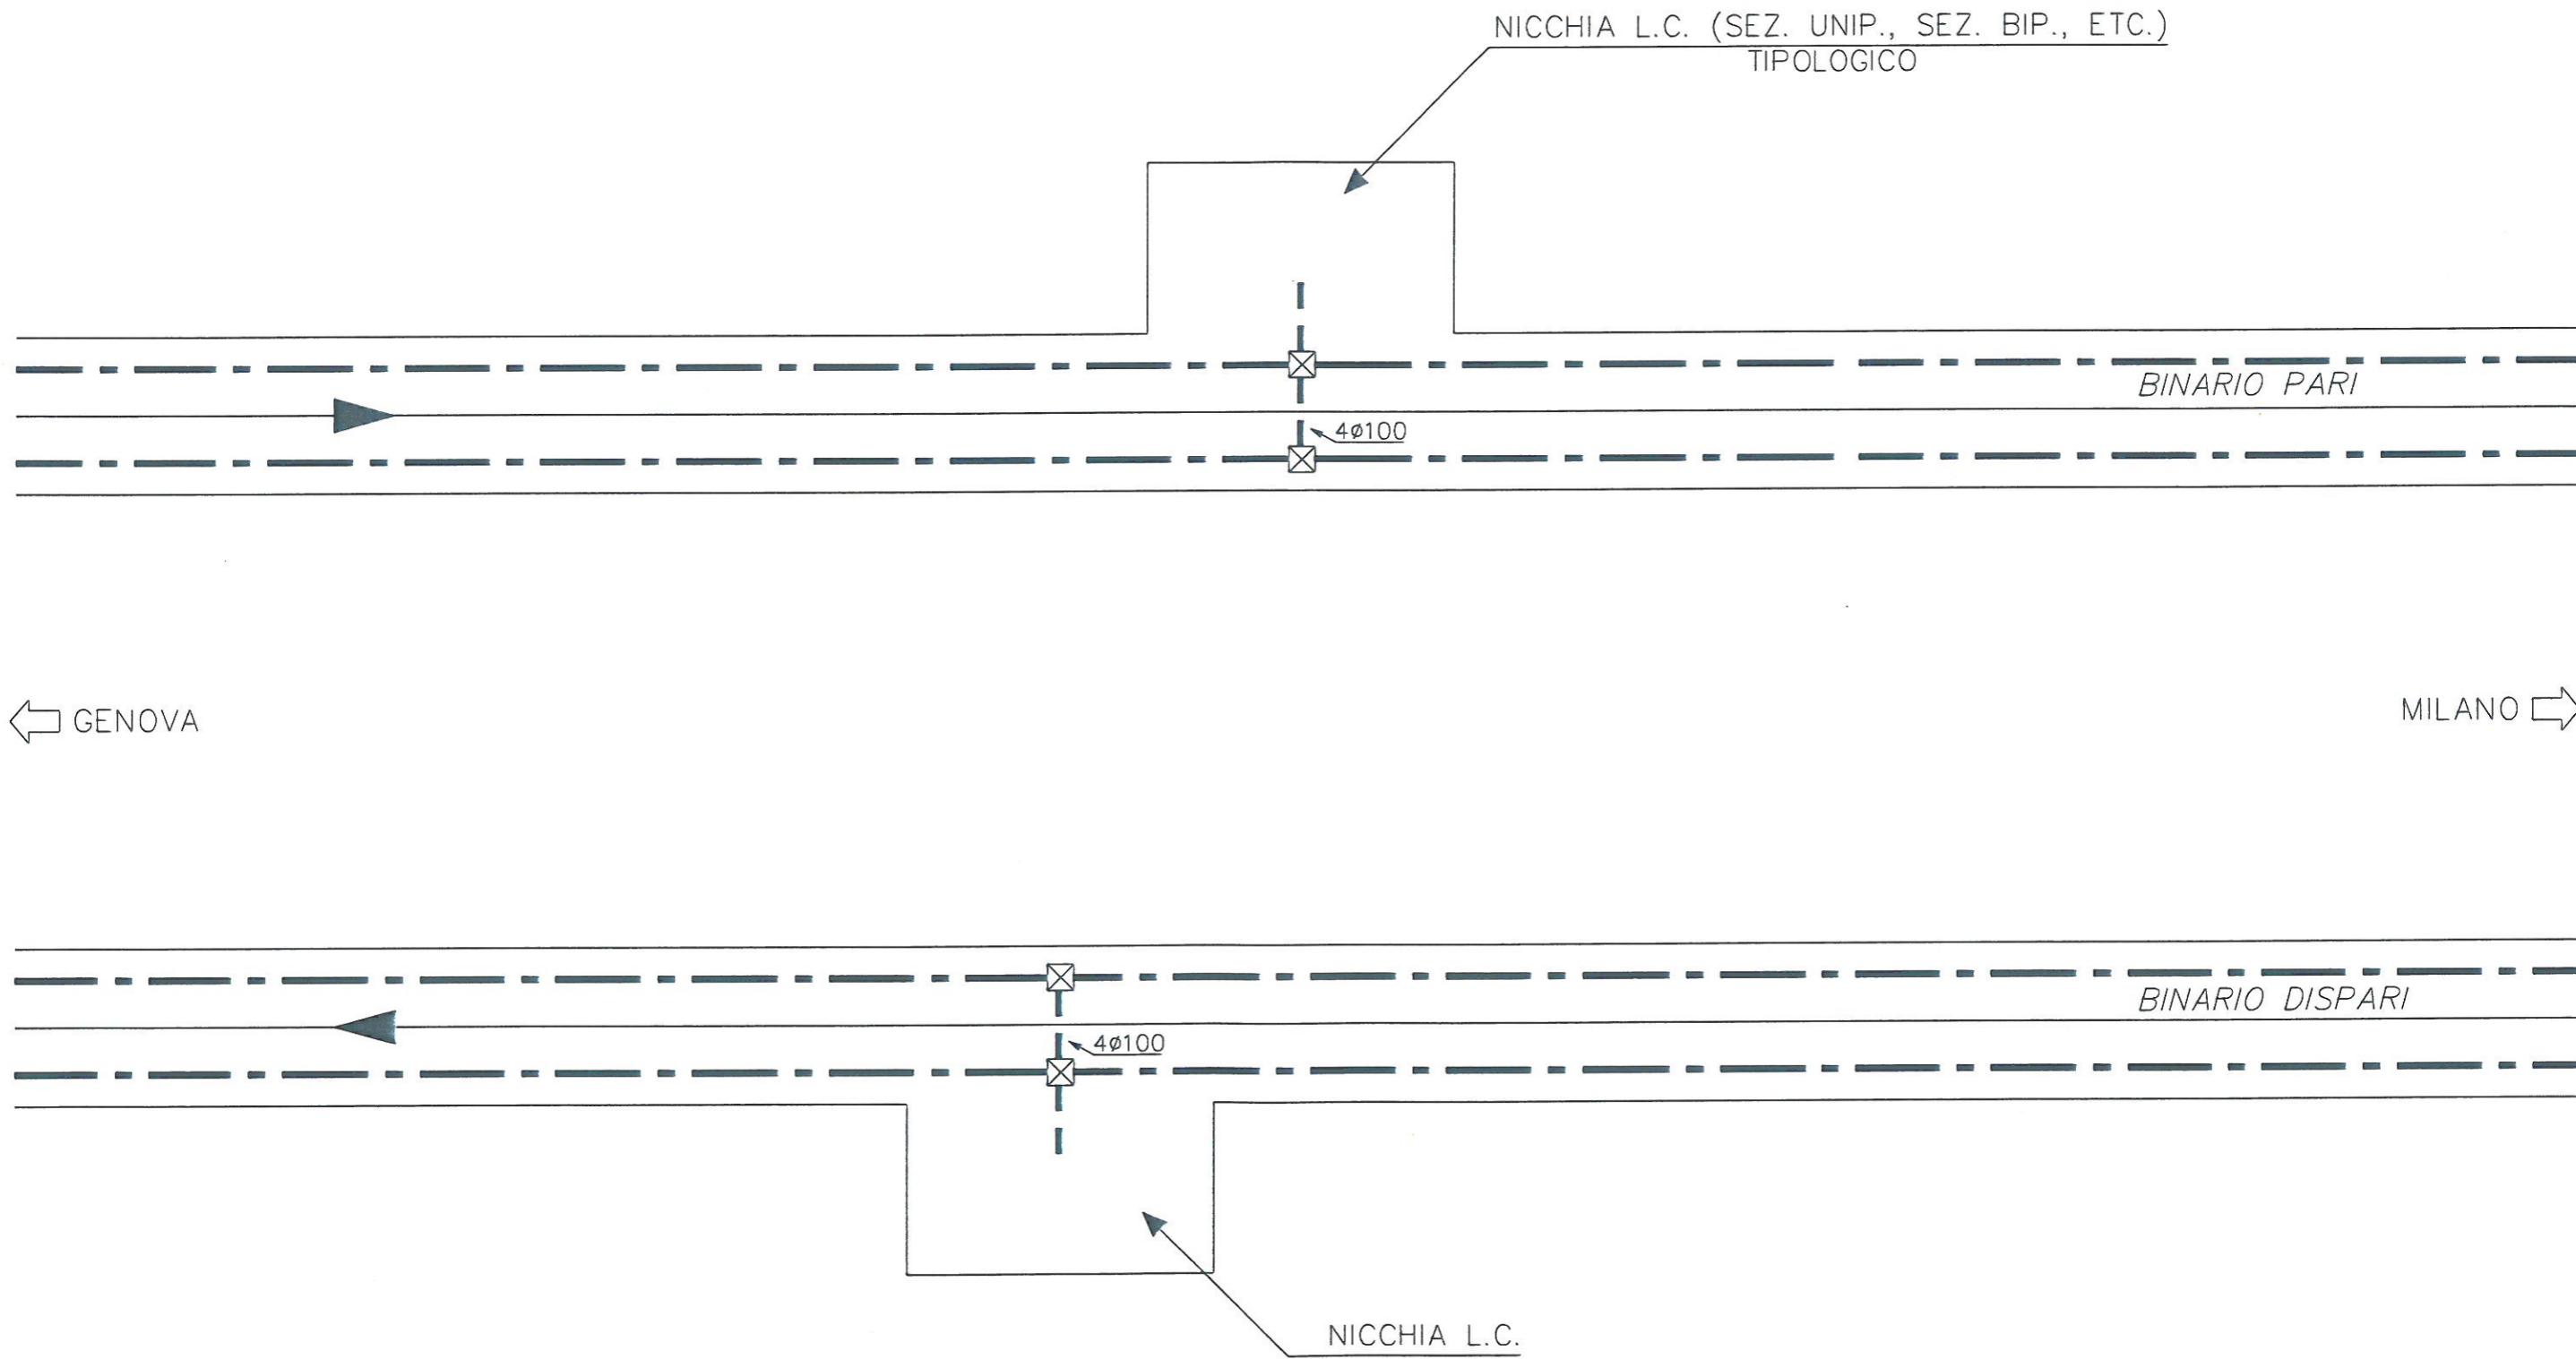 NICCHIA L.C. (SEZ. UNIP., SEZ. BIP., ETC.)
TIPOLOGICO
BINARIO PARI
4ø100
GENOVA
MILANO
BINARIO DISPARI
4ø100
NICCHIA L.C.